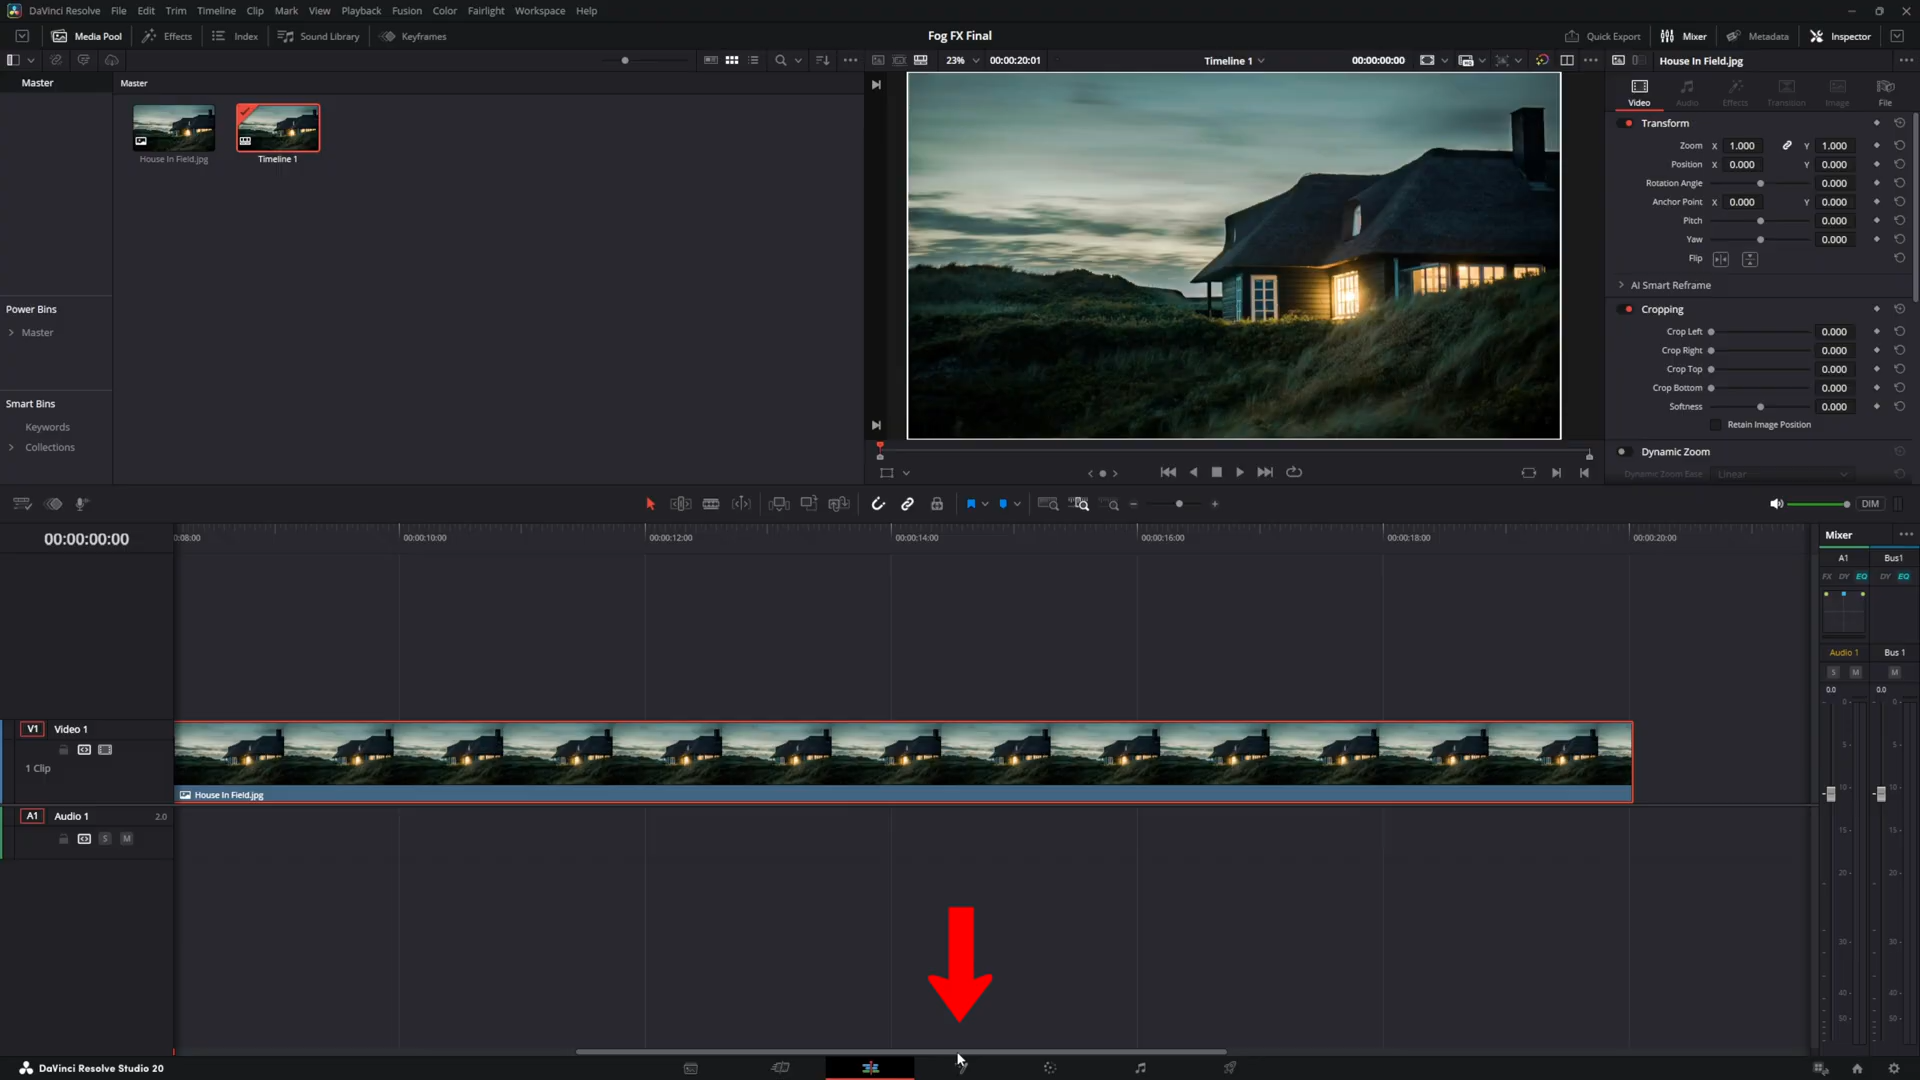 DaVinci Resolve File Edit Trim Timeline Clip Mark View Playback Fusion Color Fairlight Workspace Help
Media Pool Effects Index Sound Library Keyframes Fog FX Final Quick Export Mixer Metadata Inspector
23% 00:00:20:01 Timeline 1 00:00:00:00 House In Field.jpg
Master
Master
Video Audio Effects Transition Image File
House In Field.jpg
Timeline 1
Power Bins
Master
Smart Bins
Keywords
Collections
Transform
Zoom X 1.000 Y 1.000
Position X 0.000 Y 0.000
Rotation Angle 0.000
Anchor Point X 0.000 Y 0.000
Pitch 0.000
Yaw 0.000
Flip
AI Smart Reframe
Cropping
Crop Left 0.000
Crop Right 0.000
Crop Top 0.000
Crop Bottom 0.000
Softness 0.000
Retain Image Position
Dynamic Zoom
Dynamic Zoom Ease Linear
DIM
00:00:00:00
0:08:00 00:00:10:00 00:00:12:00 00:00:14:00 00:00:16:00 00:00:18:00 00:00:20:00
V1 Video 1
1 Clip
House In Field.jpg
A1 Audio 1 2.0
S M
Mixer
A1 Bus1
FX DY EQ DY EQ
Audio 1 Bus 1
S M M
0.0 0.0
0
5
10
15
20
30
40
50
DaVinci Resolve Studio 20